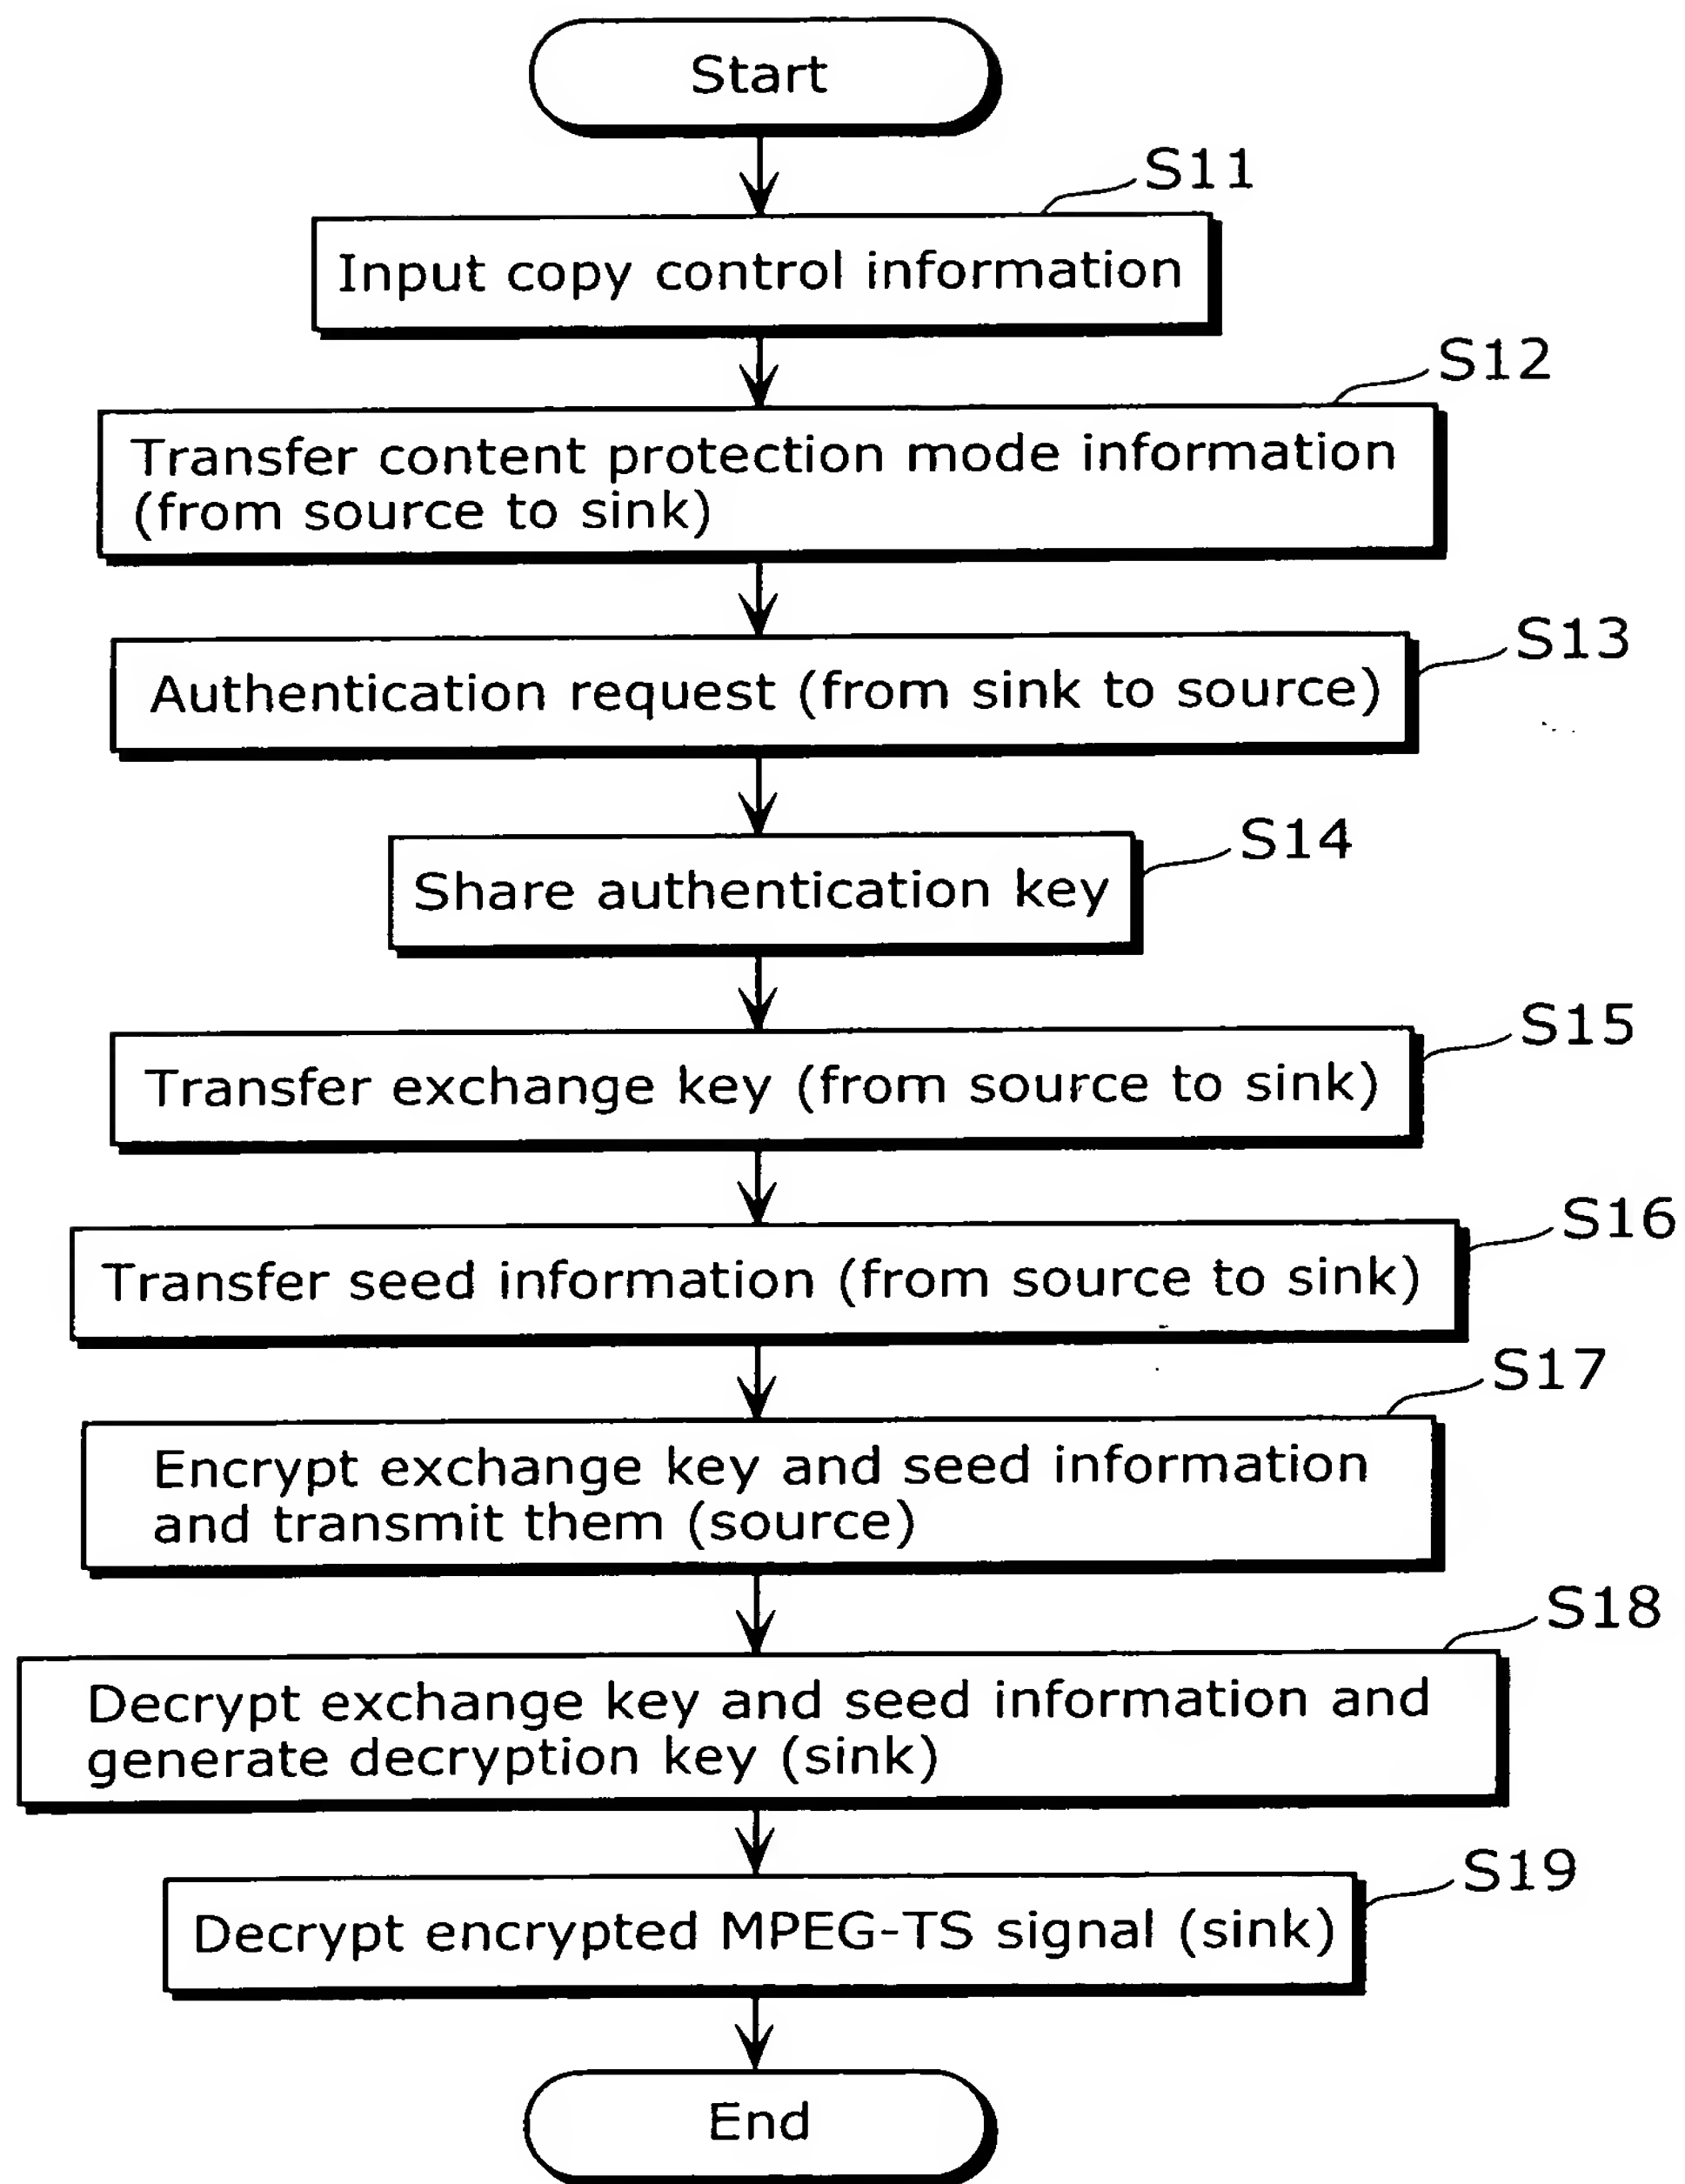 Start
S11
Input copy control information
S12
Transfer content protection mode information
(from source to sink)
S13
Authentication request (from sink to source)
S14
Share authentication key
S15
Transfer exchange key (from source to sink)
S16
Transfer seed information (from source to sink)
S17
Encrypt exchange key and seed information
and transmit them (source)
S18
Decrypt exchange key and seed information and
generate decryption key (sink)
S19
Decrypt encrypted MPEG-TS signal (sink)
End